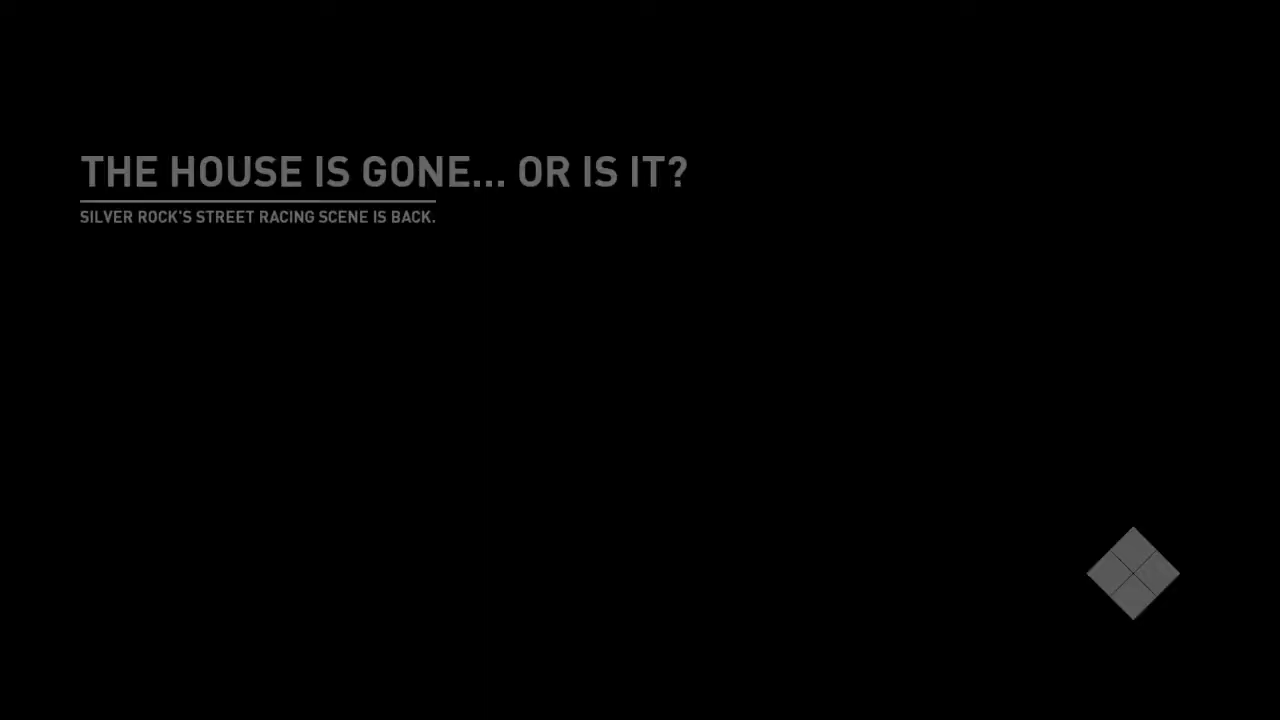 THE HOUSE IS GONE... OR IS IT?
SILVER ROCK'S STREET RACING SCENE IS BACK.